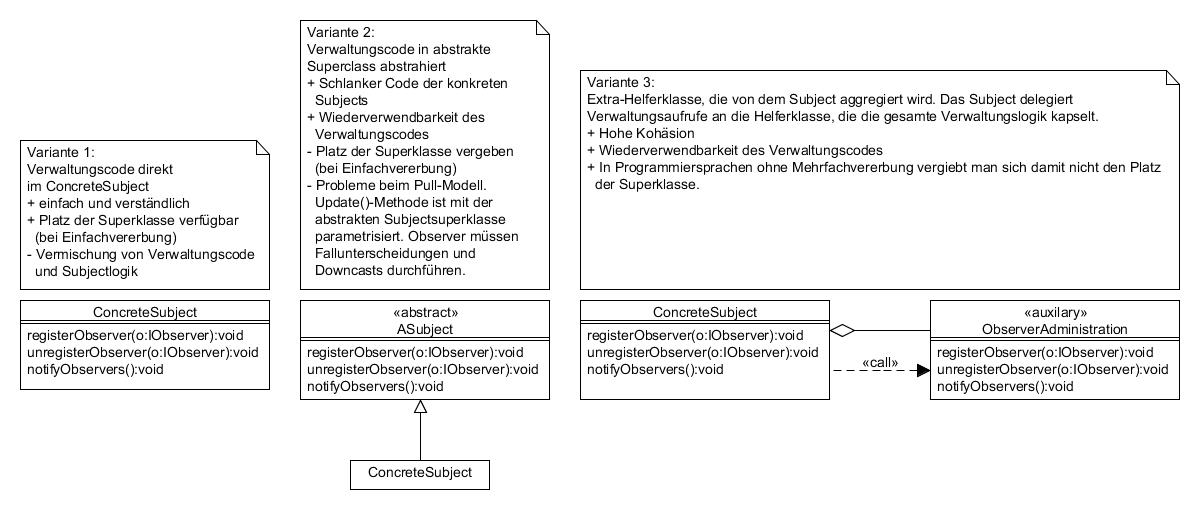 Variante 1:
Verwaltungscode direkt
im ConcreteSubject
+ einfach und verständlich
+ Platz der Superklasse verfügbar
(bei Einfachvererbung)
- Vermischung von Verwaltungscode
und Subjectlogik
ConcreteSubject
registerObserver(o:IObserver):void
unregisterObserver(o:IObserver):void
notifyObservers():void
Variante 2:
Verwaltungscode in abstrakte
Superclass abstrahiert
+ Schlanker Code der konkreten
Subjects
+ Wiederverwendbarkeit des
Verwaltungscodes
- Platz der Superklasse vergeben
(bei Einfachvererbung)
- Probleme beim Pull-Modell.
Update()-Methode ist mit der
abstrakten Subjectsuperklasse
parametrisiert. Observer müssen
Fallunterscheidungen und
Downcasts durchführen.
«abstract»
ASubject
registerObserver(o:IObserver):void
unregisterObserver(o:IObserver):void
notifyObservers():void
ConcreteSubject
Variante 3:
Extra-Helferklasse, die von dem Subject aggregiert wird. Das Subject delegiert
Verwaltungsaufrufe an die Helferklasse, die die gesamte Verwaltungslogik kapselt.
+ Hohe Kohäsion
+ Wiederverwendbarkeit des Verwaltungscodes
+ In Programmiersprachen ohne Mehrfachvererbung vergiebt man sich damit nicht den Platz
der Superklasse.
ConcreteSubject
registerObserver(o:IObserver):void
unregisterObserver(o:IObserver):void
notifyObservers():void
«call»
«auxilary»
ObserverAdministration
registerObserver(o:IObserver):void
unregisterObserver(o:IObserver):void
notifyObservers():void